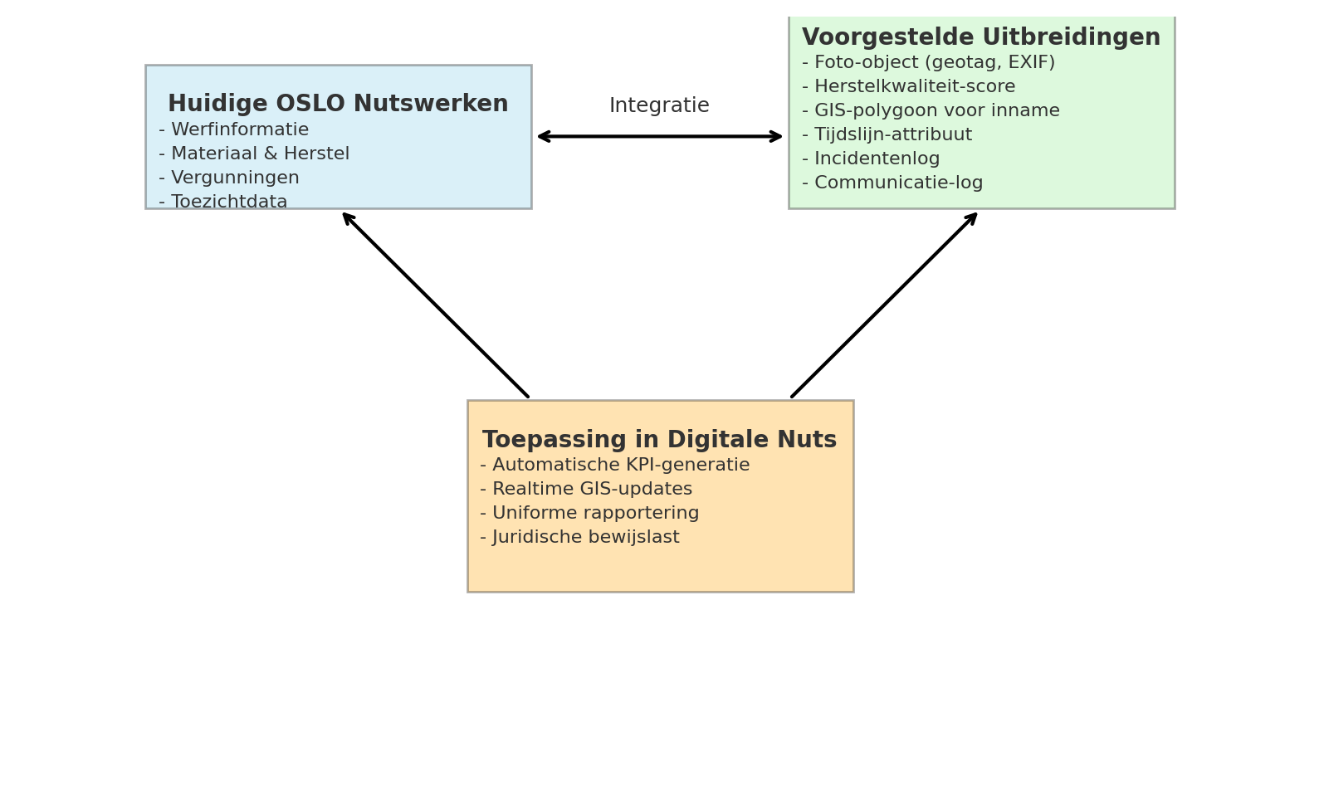 Huidige OSLO Nutswerken
- Werfinformatie
- Materiaal & Herstel
- Vergunningen
- Toezichtdata
Integratie
Voorgestelde Uitbreidingen
- Foto-object (geotag, EXIF)
- Herstelkwaliteit-score
- GIS-polygoon voor inname
- Tijdslijn-attribuut
- Incidentenlog
- Communicatie-log
Toepassing in Digitale Nuts
- Automatische KPI-generatie
- Realtime GIS-updates
- Uniforme rapportering
- Juridische bewijslast